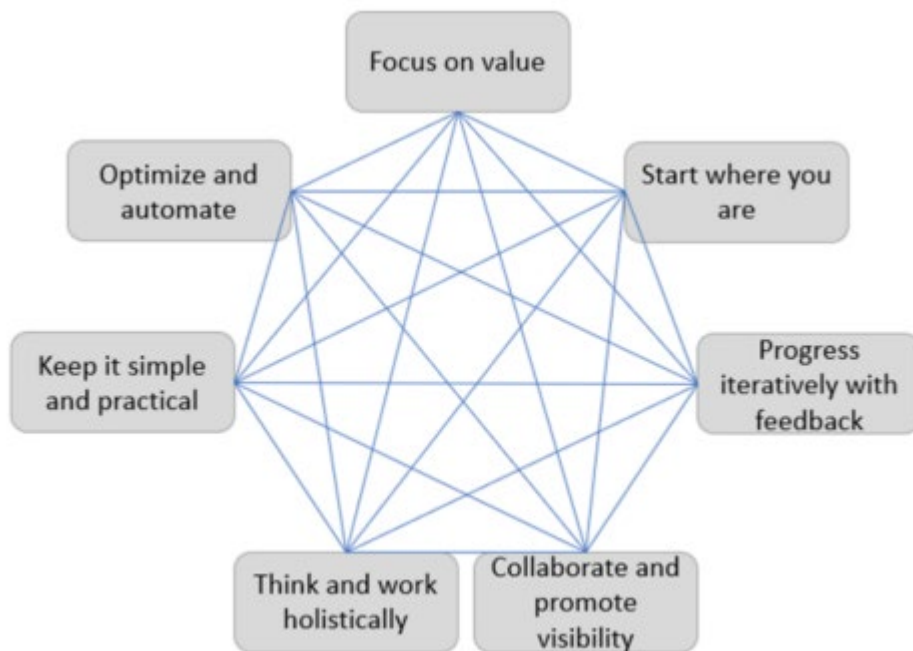 Focus on value
Optimize and
automate
Start where you
are
Keep it simple
and practical
Progress
iteratively with
feedback
Think and work
holistically
Collaborate and
promote
visibility